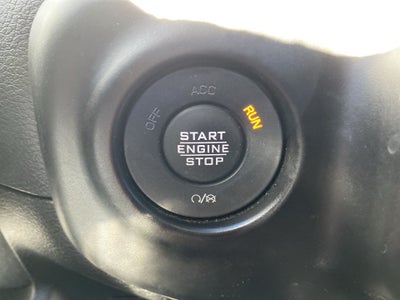 ACC
OFF
RUN
START
ENGINE
STOP